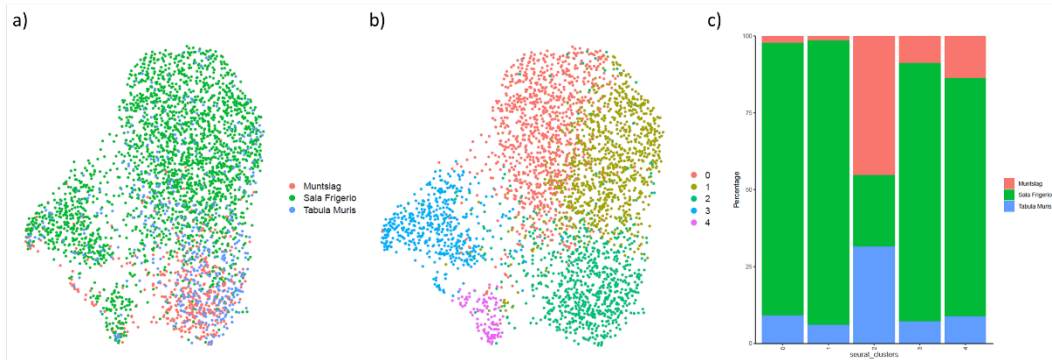 a)
b)
c)
Muntslag
Sala Frigerio
Tabula Muris
0
1
2
3
4
100
75
50
25
0
Percentage
0
1
2
3
4
seurat_clusters
Muntslag
Sala Frigerio
Tabula Muris